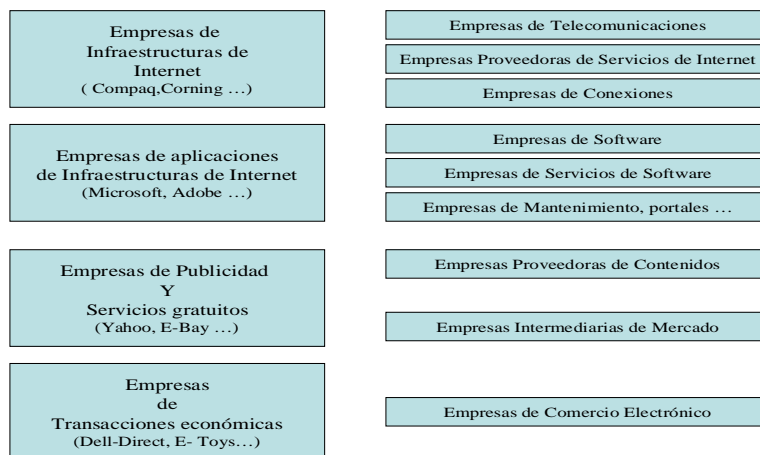 Empresas de
Infraestructuras de
Internet
( Compaq,Corning …)
Empresas de Telecomunicaciones
Empresas Proveedoras de Servicios de Internet
Empresas de Conexiones
Empresas de aplicaciones
de Infraestructuras de Internet
(Microsoft, Adobe …)
Empresas de Software
Empresas de Servicios de Software
Empresas de Mantenimiento, portales …
Empresas de Publicidad
Y
Servicios gratuitos
(Yahoo, E-Bay …)
Empresas Proveedoras de Contenidos
Empresas Intermediarias de Mercado
Empresas
de
Transacciones económicas
(Dell-Direct, E- Toys…)
Empresas de Comercio Electrónico